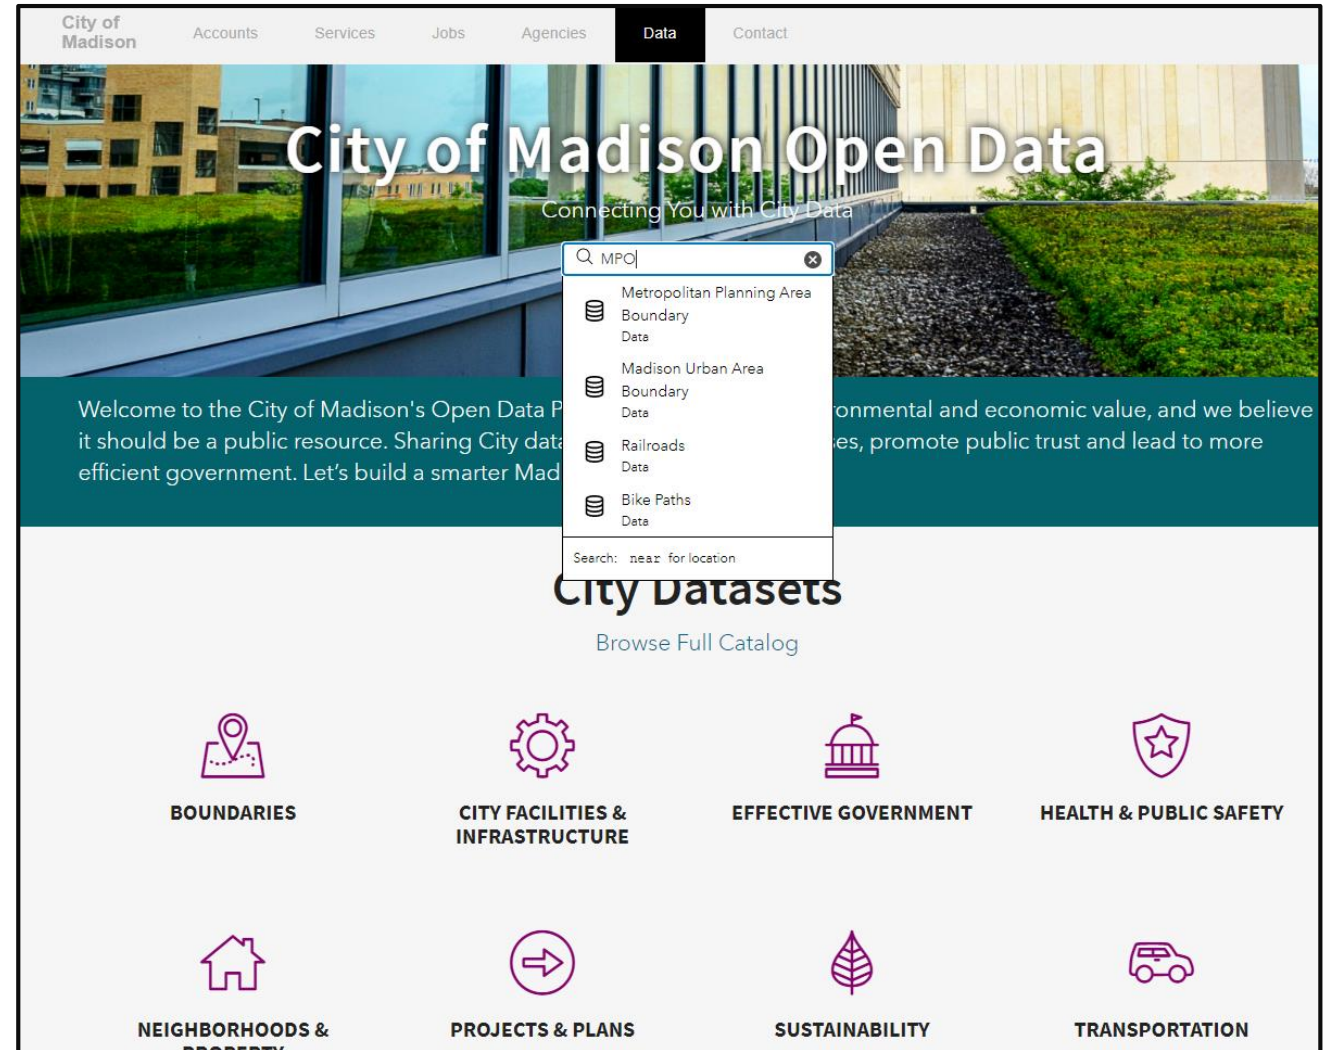 City of
Madison
Accounts
Services
Jobs
Agencies
Data
Contact
City of Madison Open Data
Connecting You with City Data
MPO
Metropolitan Planning Area
Boundary
Data
Madison Urban Area
Boundary
Data
Railroads
Data
Bike Paths
Data
Search: near for location
Welcome to the City of Madison's Open Data P
onmental and economic value, and we believe
it should be a public resource. Sharing City data
es, promote public trust and lead to more
efficient government. Let's build a smarter Mad
City Datasets
Browse Full Catalog
BOUNDARIES
CITY FACILITIES &
INFRASTRUCTURE
EFFECTIVE GOVERNMENT
HEALTH & PUBLIC SAFETY
NEIGHBORHOODS &
PROPERTY
PROJECTS & PLANS
SUSTAINABILITY
TRANSPORTATION